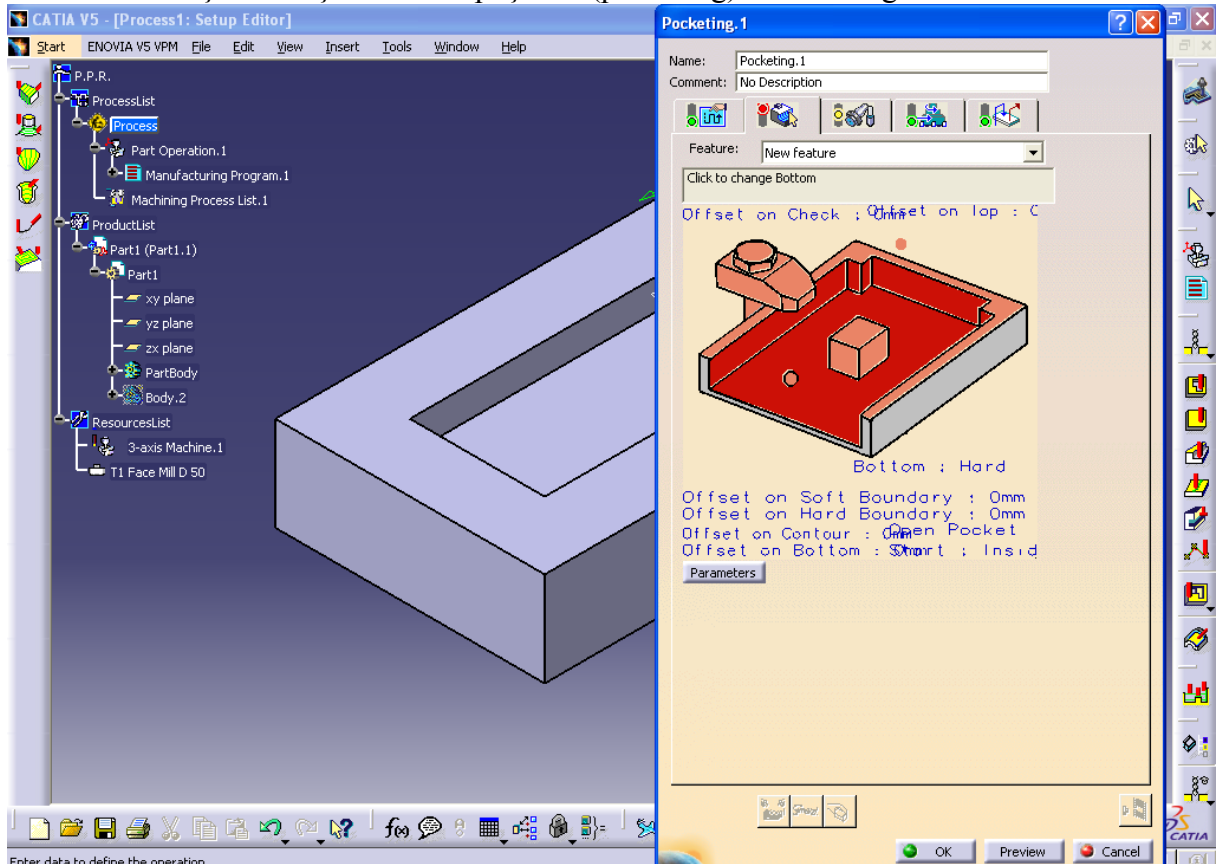 CATIA V5 - [Process1: Setup Editor]
Start ENOVIA V5 VPM File Edit View Insert Tools Window Help
P.P.R.
ProcessList
Process
Part Operation.1
Manufacturing Program.1
Machining Process List.1
ProductList
Part1 (Part1.1)
Part1
xy plane
yz plane
zx plane
PartBody
Body.2
ResourcesList
3-axis Machine.1
T1 Face Mill D 50
Pocketing.1
Name: Pocketing.1
Comment: No Description
Feature: New feature
Click to change Bottom
Offset on Check : 0mm
Offset on Top : 
Bottom : Hard
Offset on Soft Boundary : 0mm
Offset on Hard Boundary : 0mm
Offset on Contour : 0mm
Open Pocket
Offset on Bottom : 0mm
Start : Insid
Parameters
OK Preview Cancel
f(x)
CATIA
Enter data to define the operation